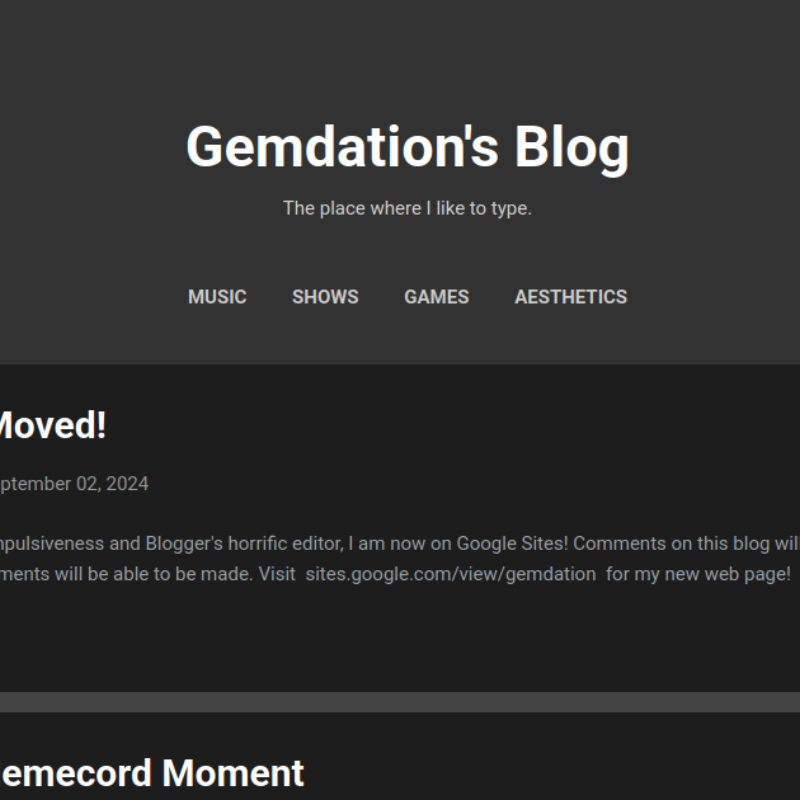 Gemdation's Blog
The place where I like to type.
MUSIC SHOWS GAMES AESTHETICS
Moved!
ptember 02, 2024
mpulsiveness and Blogger's horrific editor, I am now on Google Sites! Comments on this blog will
ments will be able to be made. Visit sites.google.com/view/gemdation for my new web page!
emecord Moment